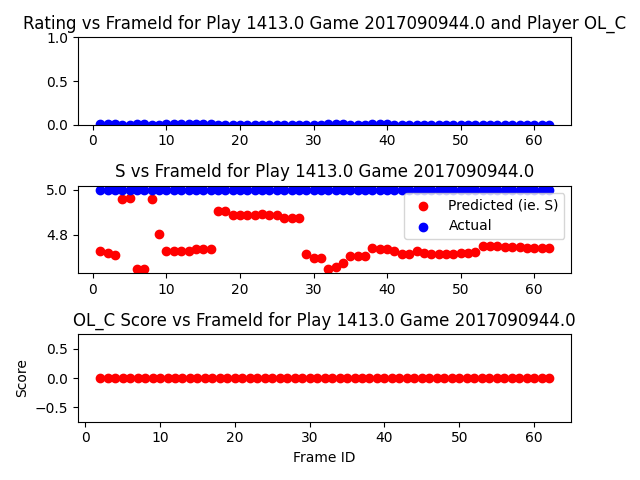 Rating vs FrameId for Play 1413.0 Game 2017090944.0 and Player OL_C
1.0
0.5
0.0
0 10 20 30 40 50 60
S vs FrameId for Play 1413.0 Game 2017090944.0
5.0
4.8
Predicted (ie. S)
Actual
0 10 20 30 40 50 60
OL_C Score vs FrameId for Play 1413.0 Game 2017090944.0
Score
0.5
0.0
−0.5
0 10 20 30 40 50 60
Frame ID